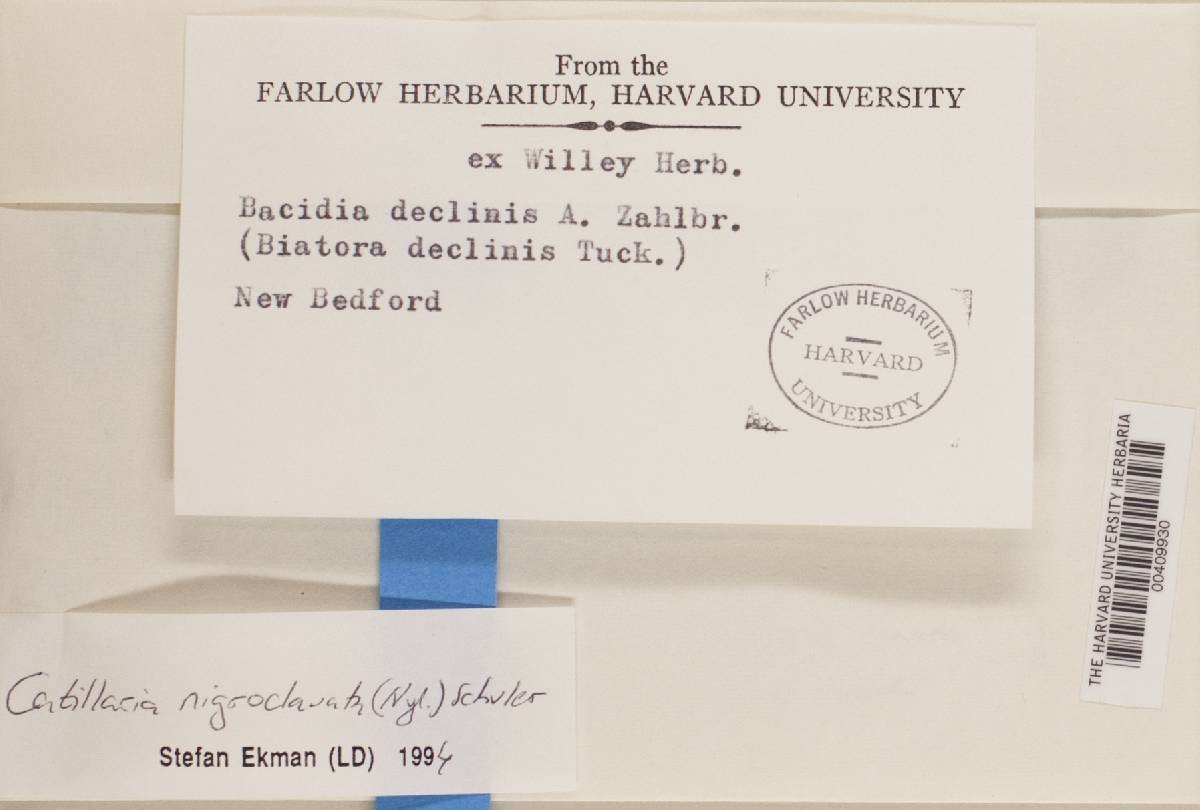 From the
FARLOW HERBARIUM, HARVARD UNIVERSITY
ex Willey Herb.
Bacidia declinis A. Zahlbr.
(Biatora declinis Tuck.)
New Bedford
FARLOW HERBARIUM
HARVARD
UNIVERSITY
THE HARVARD UNIVERSITY HERBARIA
00409930
Catillaria nigroclavata (Nyl.) Schuler
Stefan Ekman (LD) 1994